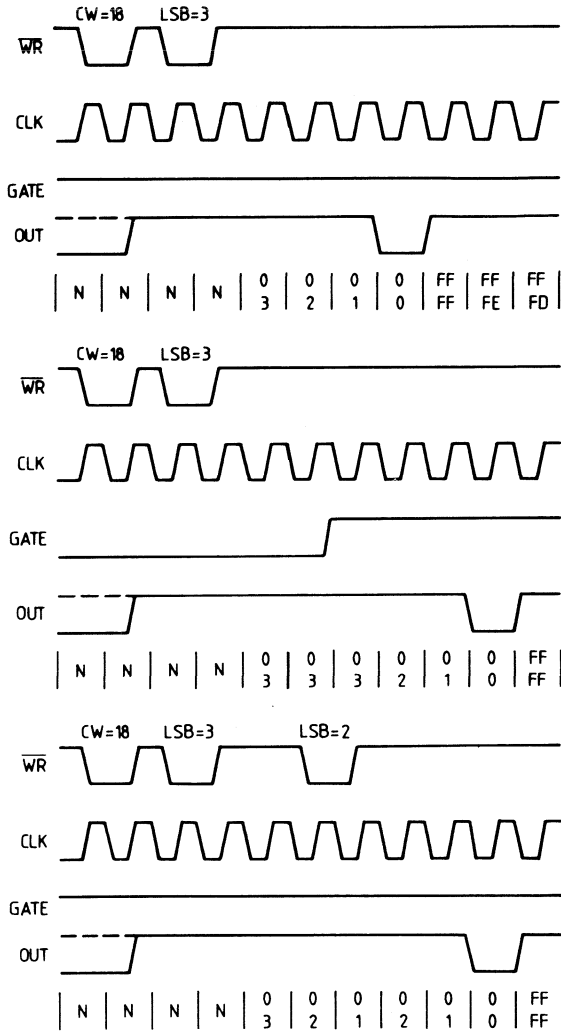 CW=18 LSB=3
WR
CLK
GATE
OUT
N N N N 0 0 0 0 FF FF FF
3 2 1 0 FF FE FD
CW=18 LSB=3
WR
CLK
GATE
OUT
N N N N 0 0 0 0 0 0 FF
3 3 3 2 1 0 FF
CW=18 LSB=3 LSB=2
WR
CLK
GATE
OUT
N N N N 0 0 0 0 0 0 FF
3 2 1 2 1 0 FF